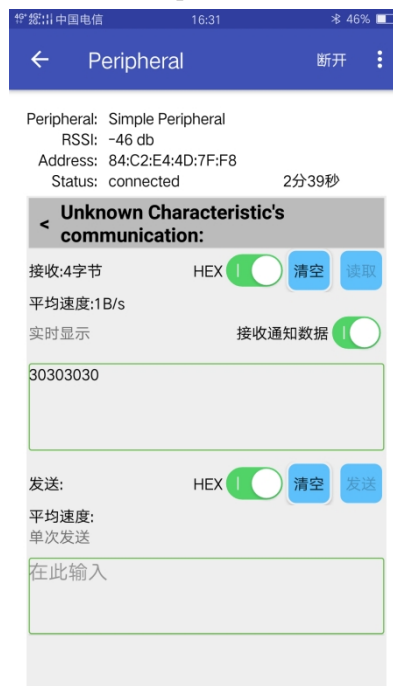 中国电信 16:31 46%
Peripheral 断开
Peripheral: Simple Peripheral
RSSI: -46 db
Address: 84:C2:E4:4D:7F:F8
Status: connected 2分39秒
< Unknown Characteristic's
communication:
接收:4字节 HEX 清空 读取
平均速度:1B/s
实时显示 接收通知数据
30303030
发送: HEX 清空 发送
平均速度:
单次发送
在此输入